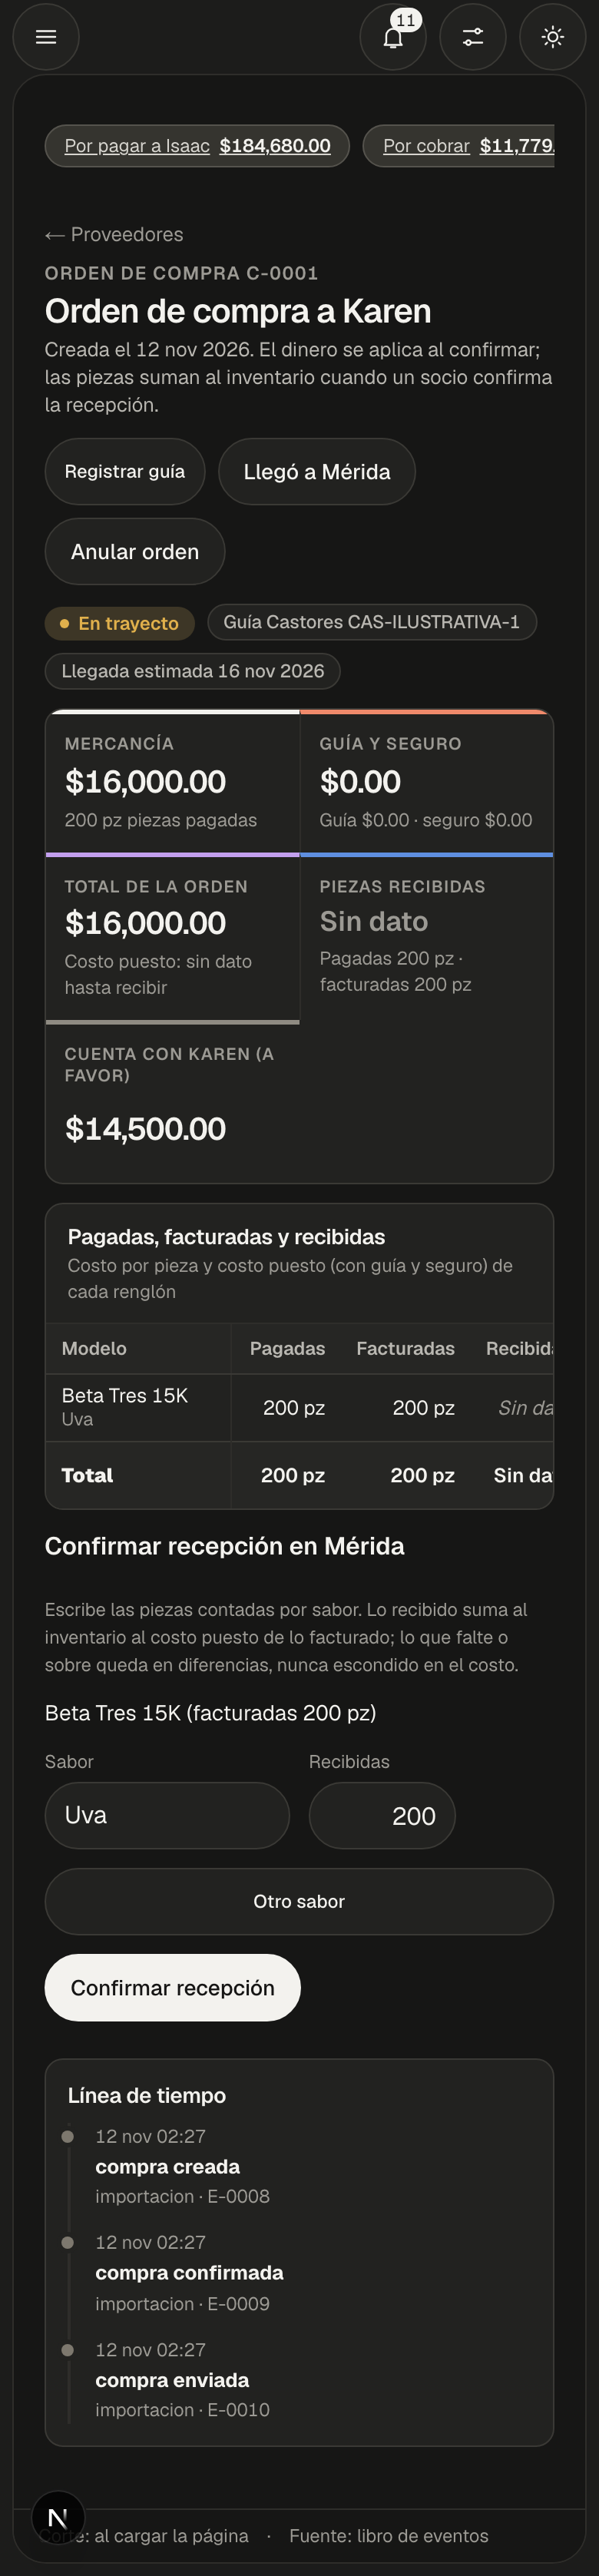 11
Por pagar a Isaac $184,680.00 Por cobrar $11,779.
← Proveedores
ORDEN DE COMPRA C-0001
Orden de compra a Karen
Creada el 12 nov 2026. El dinero se aplica al confirmar;
las piezas suman al inventario cuando un socio confirma
la recepción.
Registrar guía Llegó a Mérida
Anular orden
En trayecto Guía Castores CAS-ILUSTRATIVA-1
Llegada estimada 16 nov 2026
MERCANCÍA
$16,000.00
200 pz piezas pagadas
GUÍA Y SEGURO
$0.00
Guía $0.00 · seguro $0.00
TOTAL DE LA ORDEN
$16,000.00
Costo puesto: sin dato
hasta recibir
PIEZAS RECIBIDAS
Sin dato
Pagadas 200 pz ·
facturadas 200 pz
CUENTA CON KAREN (A
FAVOR)
$14,500.00
Pagadas, facturadas y recibidas
Costo por pieza y costo puesto (con guía y seguro) de
cada renglón
Modelo Pagadas Facturadas Recibida
Beta Tres 15K 200 pz 200 pz Sin da
Uva
Total 200 pz 200 pz Sin dat
Confirmar recepción en Mérida
Escribe las piezas contadas por sabor. Lo recibido suma al
inventario al costo puesto de lo facturado; lo que falte o
sobre queda en diferencias, nunca escondido en el costo.
Beta Tres 15K (facturadas 200 pz)
Sabor Recibidas
Uva 200
Otro sabor
Confirmar recepción
Línea de tiempo
12 nov 02:27
compra creada
importacion · E-0008
12 nov 02:27
compra confirmada
importacion · E-0009
12 nov 02:27
compra enviada
importacion · E-0010
N
Corte: al cargar la página · Fuente: libro de eventos